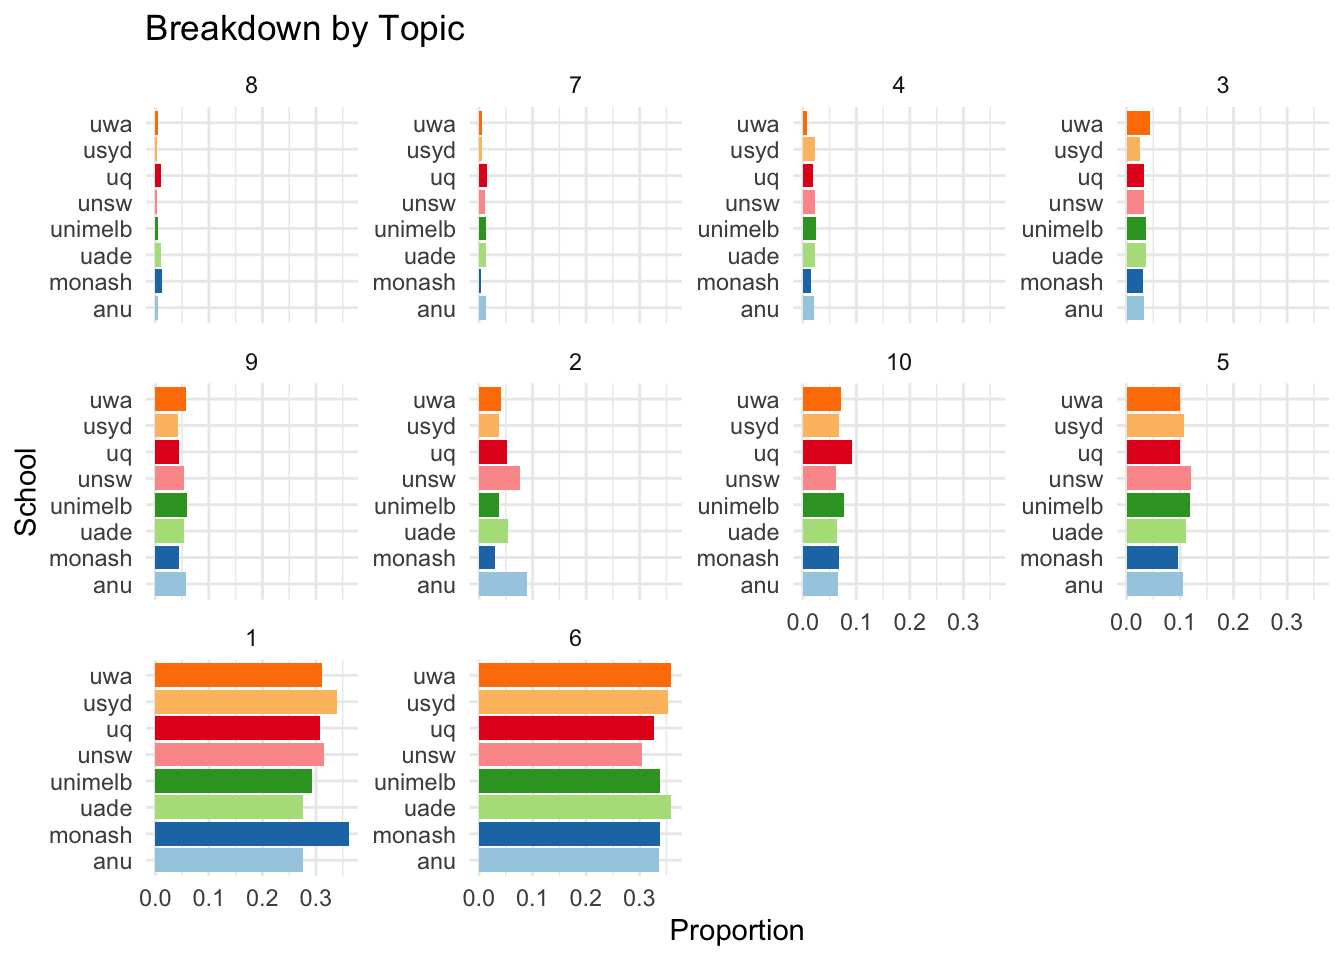 Breakdown by Topic
8
7
4
3
uwa
usyd
uq
unsw
unimelb
uade
monash
anu
uwa
usyd
uq
unsw
unimelb
uade
monash
anu
uwa
usyd
uq
unsw
unimelb
uade
monash
anu
uwa
usyd
uq
unsw
unimelb
uade
monash
anu
9
2
10
5
uwa
usyd
uq
unsw
unimelb
uade
monash
anu
uwa
usyd
uq
unsw
unimelb
uade
monash
anu
uwa
usyd
uq
unsw
unimelb
uade
monash
anu
uwa
usyd
uq
unsw
unimelb
uade
monash
anu
0.0 0.1 0.2 0.3
0.0 0.1 0.2 0.3
1
6
uwa
usyd
uq
unsw
unimelb
uade
monash
anu
uwa
usyd
uq
unsw
unimelb
uade
monash
anu
0.0 0.1 0.2 0.3
0.0 0.1 0.2 0.3
School
Proportion